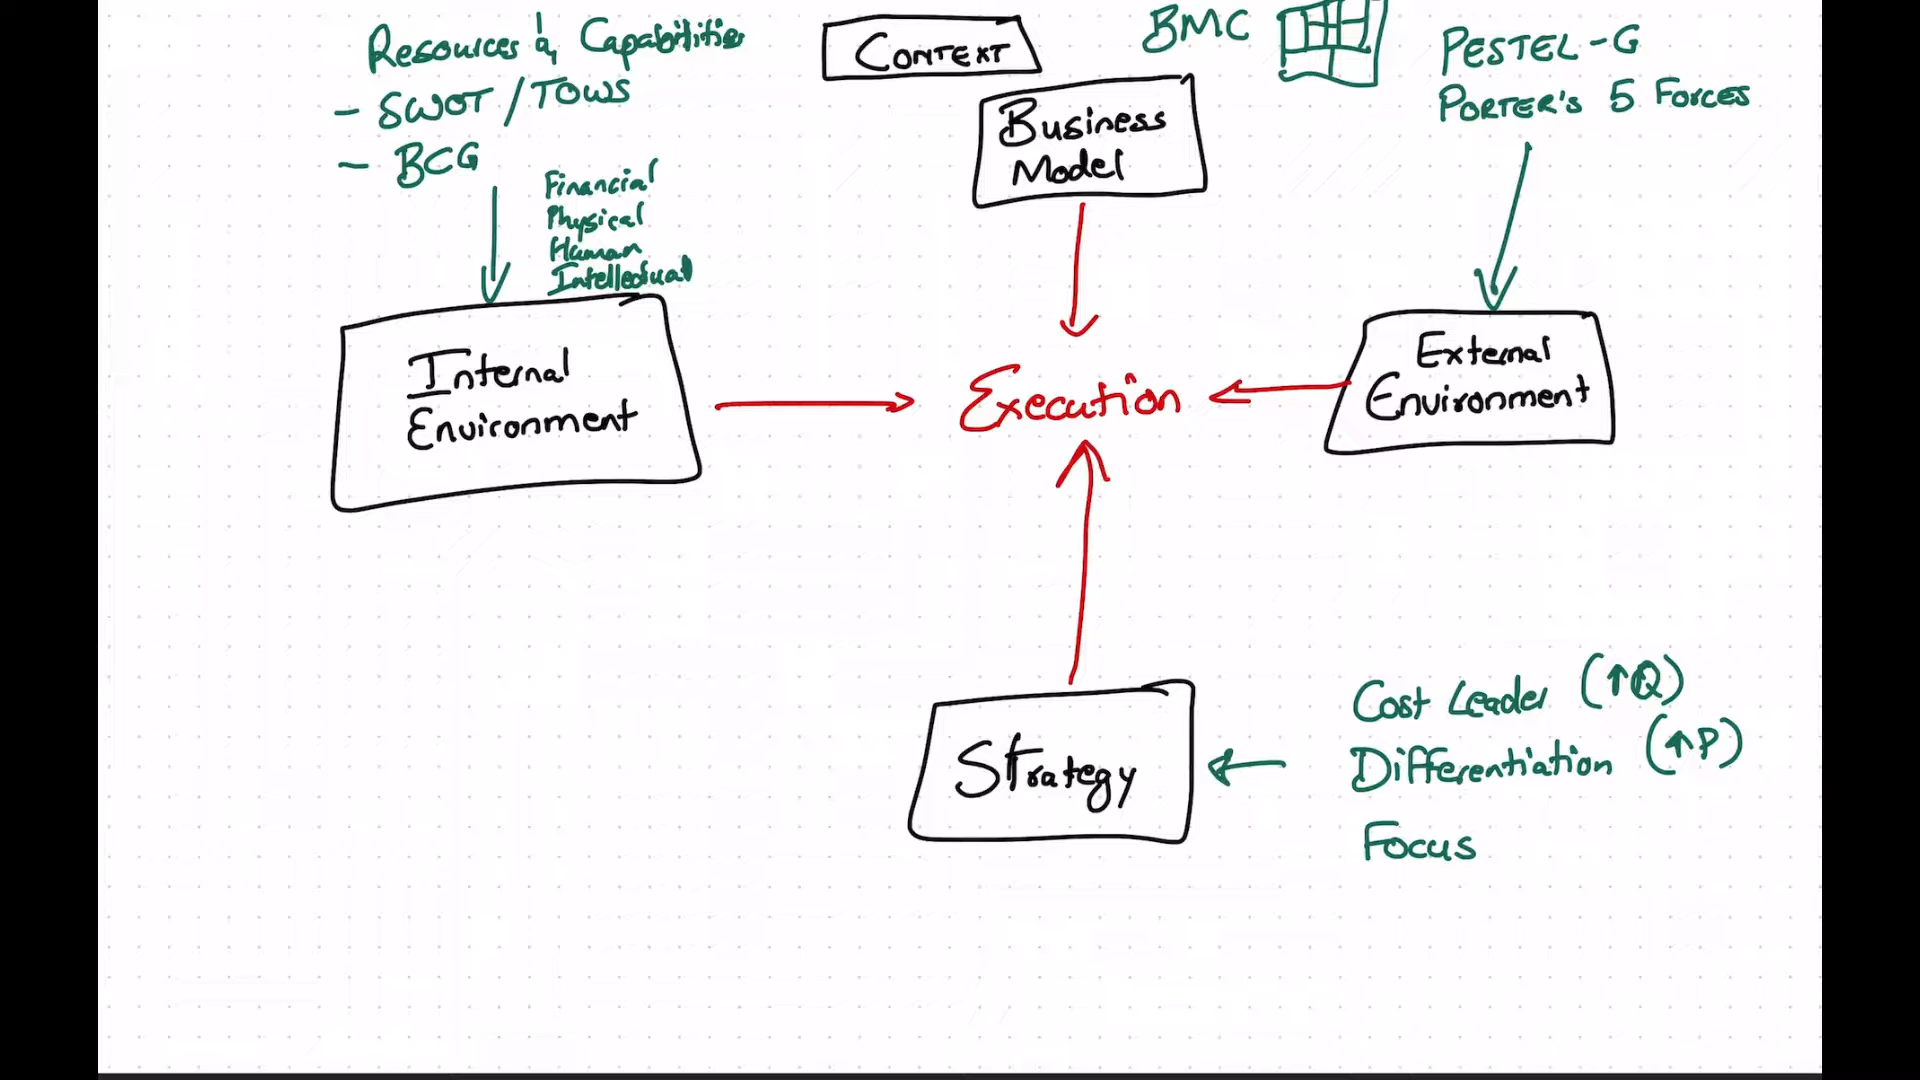 Resources & Capabilities
- SWOT / TOWS
- BCG
Financial
Physical
Human
Intellectual
CONTEXT
Business
Model
BMC
PESTEL-G
PORTER'S 5 FORCES
Internal
Environment
Execution
External
Environment
Strategy
Cost Leader (↑Q)
Differentiation (↑P)
Focus